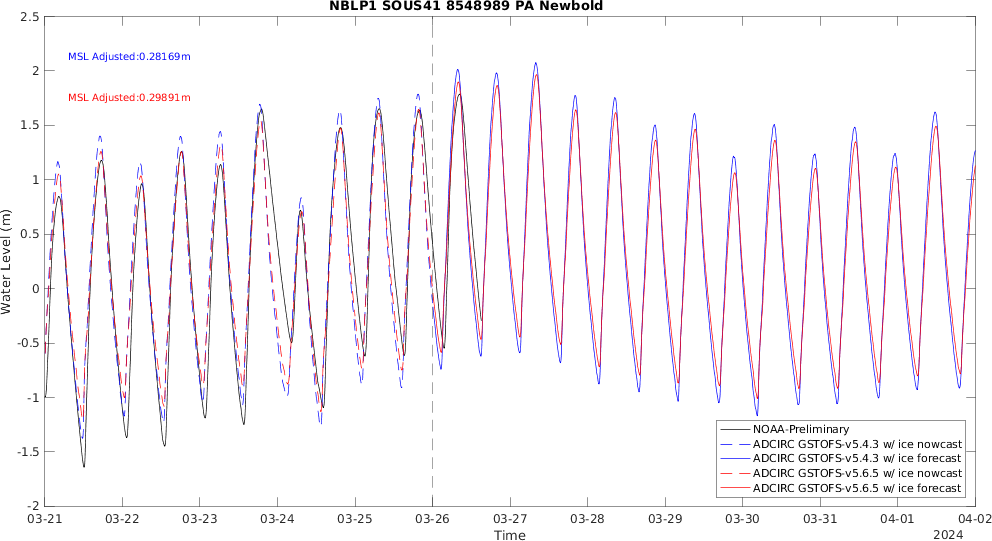 NBLP1 SOUS41 8548989 PA Newbold
2.5
2
1.5
1
0.5
0
-0.5
-1
-1.5
-2
Water Level (m)
MSL Adjusted:0.28169m
MSL Adjusted:0.29891m
NOAA-Preliminary
ADCIRC GSTOFS-v5.4.3 w/ ice nowcast
ADCIRC GSTOFS-v5.4.3 w/ ice forecast
ADCIRC GSTOFS-v5.6.5 w/ ice nowcast
ADCIRC GSTOFS-v5.6.5 w/ ice forecast
03-21 03-22 03-23 03-24 03-25 03-26 03-27 03-28 03-29 03-30 03-31 04-01 04-02
Time
2024